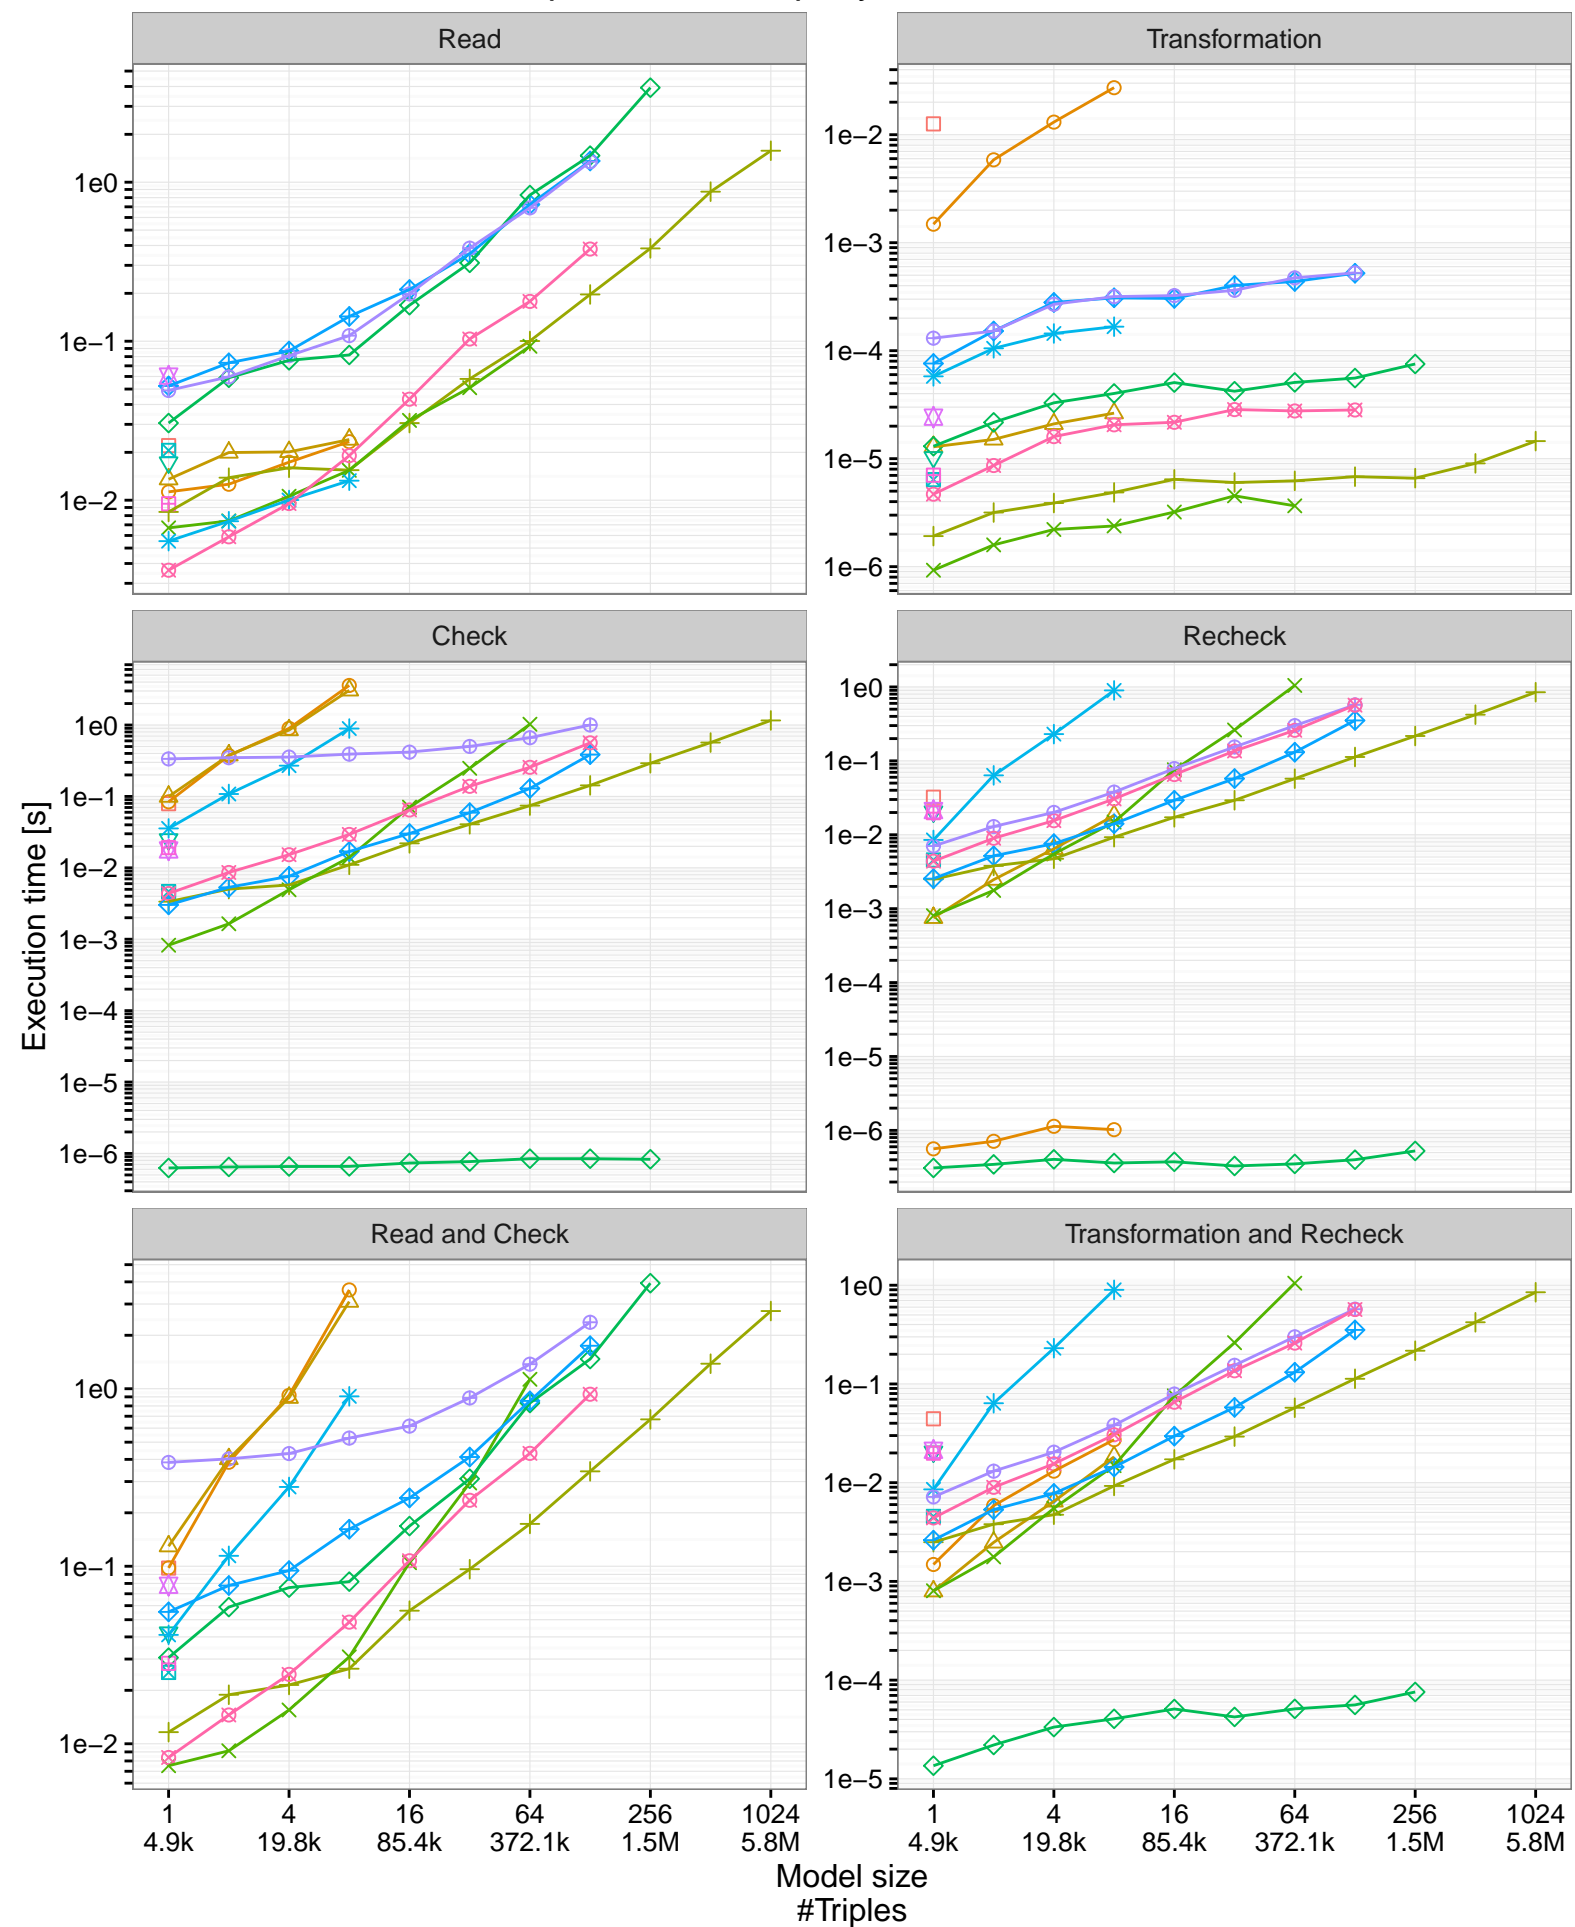 Read
Transformation
1e0
1e−1
1e−2
1e−2
1e−3
1e−4
1e−5
1e−6
Check
Recheck
1e0
1e−1
1e−2
1e−3
1e−4
1e−5
1e−6
1e0
1e−1
1e−2
1e−3
1e−4
1e−5
1e−6
Execution time [s]
Read and Check
Transformation and Recheck
1e0
1e−1
1e−2
1e0
1e−1
1e−2
1e−3
1e−4
1e−5
1 4 16 64 256 1024
4.9k 19.8k 85.4k 372.1k 1.5M 5.8M
1 4 16 64 256 1024
4.9k 19.8k 85.4k 372.1k 1.5M 5.8M
Model size
#Triples